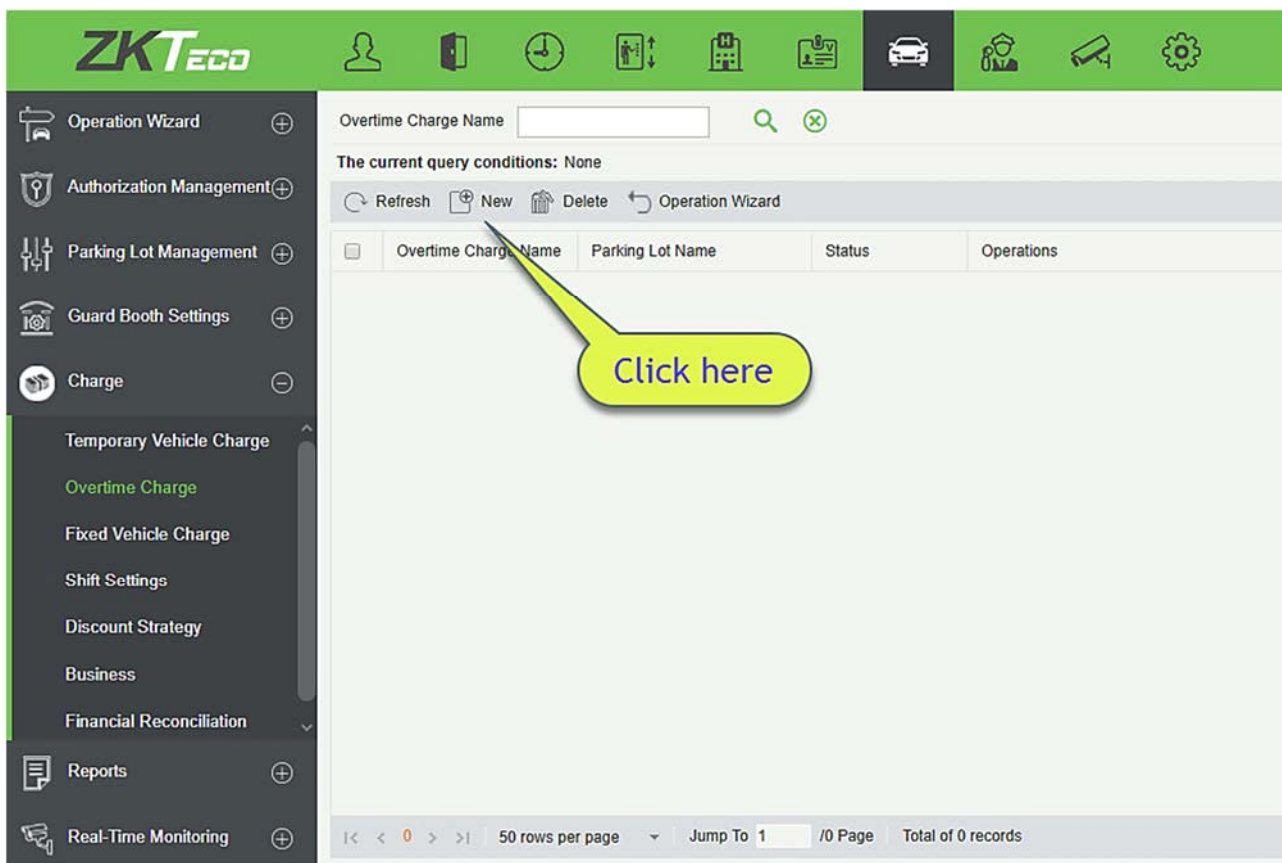 ZKTeco
Operation Wizard
Authorization Management
Parking Lot Management
Guard Booth Settings
Charge
Temporary Vehicle Charge
Overtime Charge
Fixed Vehicle Charge
Shift Settings
Discount Strategy
Business
Financial Reconciliation
Reports
Real-Time Monitoring
Overtime Charge Name
The current query conditions: None
Refresh New Delete Operation Wizard
Overtime Charge Name Parking Lot Name Status Operations
Click here
|< < 0 > >| 50 rows per page Jump To 1 /0 Page Total of 0 records